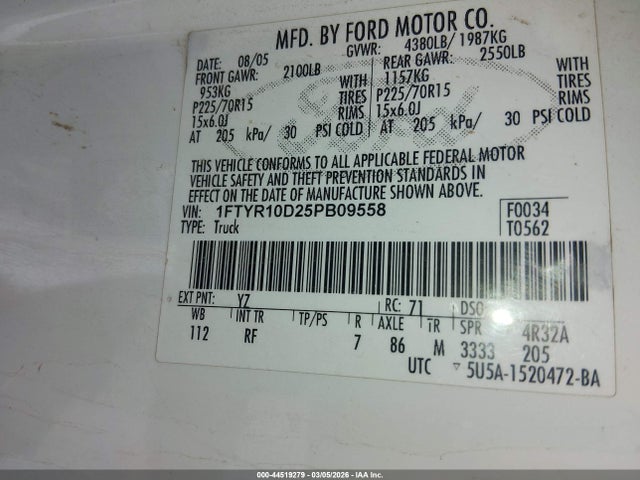 MFD. BY FORD MOTOR CO.
DATE: 08/05 GVWR: 4380LB/ 1987KG
FRONT GAWR: 2100LB REAR GAWR: 2550LB
953KG WITH 1157KG WITH
P225/70R15 TIRES P225/70R15 TIRES
15x6.0J RIMS 15x6.0J RIMS
AT 205 kPa/ 30 PSI COLD AT 205 kPa/ 30 PSI COLD
Ford
THIS VEHICLE CONFORMS TO ALL APPLICABLE FEDERAL MOTOR
VEHICLE SAFETY AND THEFT PREVENTION STANDARDS IN
EFFECT ON THE DATE OF MANUFACTURE SHOWN ABOVE.
VIN: 1FTYR10D25PB09558 F0034
TYPE: Truck T0562
EXT PNT: YZ RC: 71 DSO:
WB INT TR TP/PS R AXLE TR SPR 4R32A
112 RF 7 86 M 3333 205
UTC ▿ 5U5A-1520472-BA
000-44519279 - 03/05/2026 - IAA Inc.